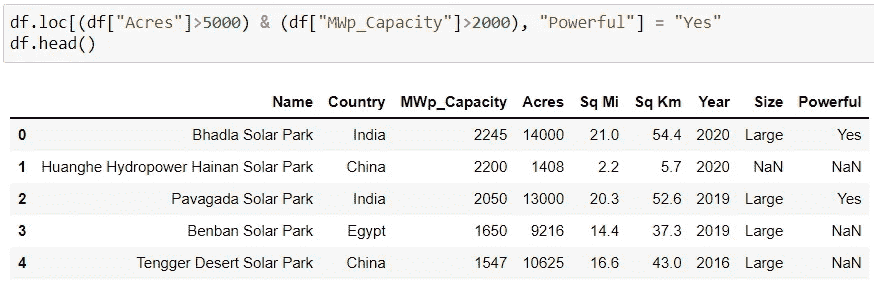 df.loc[(df["Acres"]>5000) & (df["MWp_Capacity"]>2000), "Powerful"] = "Yes"
df.head()
Name Country MWp_Capacity Acres Sq Mi Sq Km Year Size Powerful
0 Bhadla Solar Park India 2245 14000 21.0 54.4 2020 Large Yes
1 Huanghe Hydropower Hainan Solar Park China 2200 1408 2.2 5.7 2020 NaN NaN
2 Pavagada Solar Park India 2050 13000 20.3 52.6 2019 Large Yes
3 Benban Solar Park Egypt 1650 9216 14.4 37.3 2019 Large NaN
4 Tengger Desert Solar Park China 1547 10625 16.6 43.0 2016 Large NaN